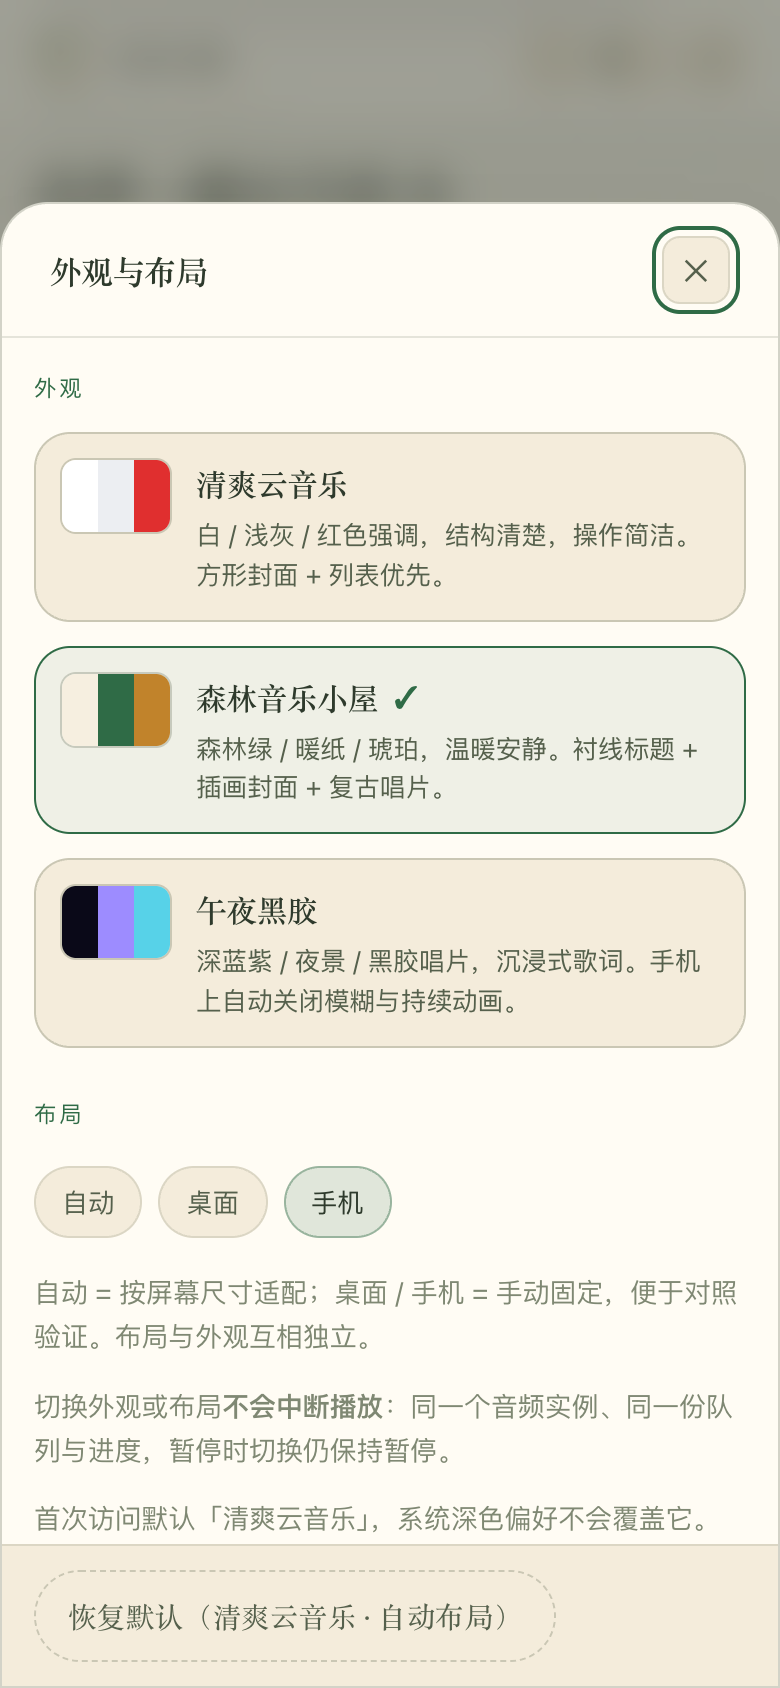 外观与布局
外观
清爽云音乐
白 / 浅灰 / 红色强调，结构清楚，操作简洁。
方形封面 + 列表优先。
森林音乐小屋 ✓
森林绿 / 暖纸 / 琥珀，温暖安静。衬线标题 +
插画封面 + 复古唱片。
午夜黑胶
深蓝紫 / 夜景 / 黑胶唱片，沉浸式歌词。手机
上自动关闭模糊与持续动画。
布局
自动
桌面
手机
自动 = 按屏幕尺寸适配；桌面 / 手机 = 手动固定，便于对照
验证。布局与外观互相独立。
切换外观或布局不会中断播放：同一个音频实例、同一份队
列与进度，暂停时切换仍保持暂停。
首次访问默认「清爽云音乐」，系统深色偏好不会覆盖它。
恢复默认（清爽云音乐 · 自动布局）